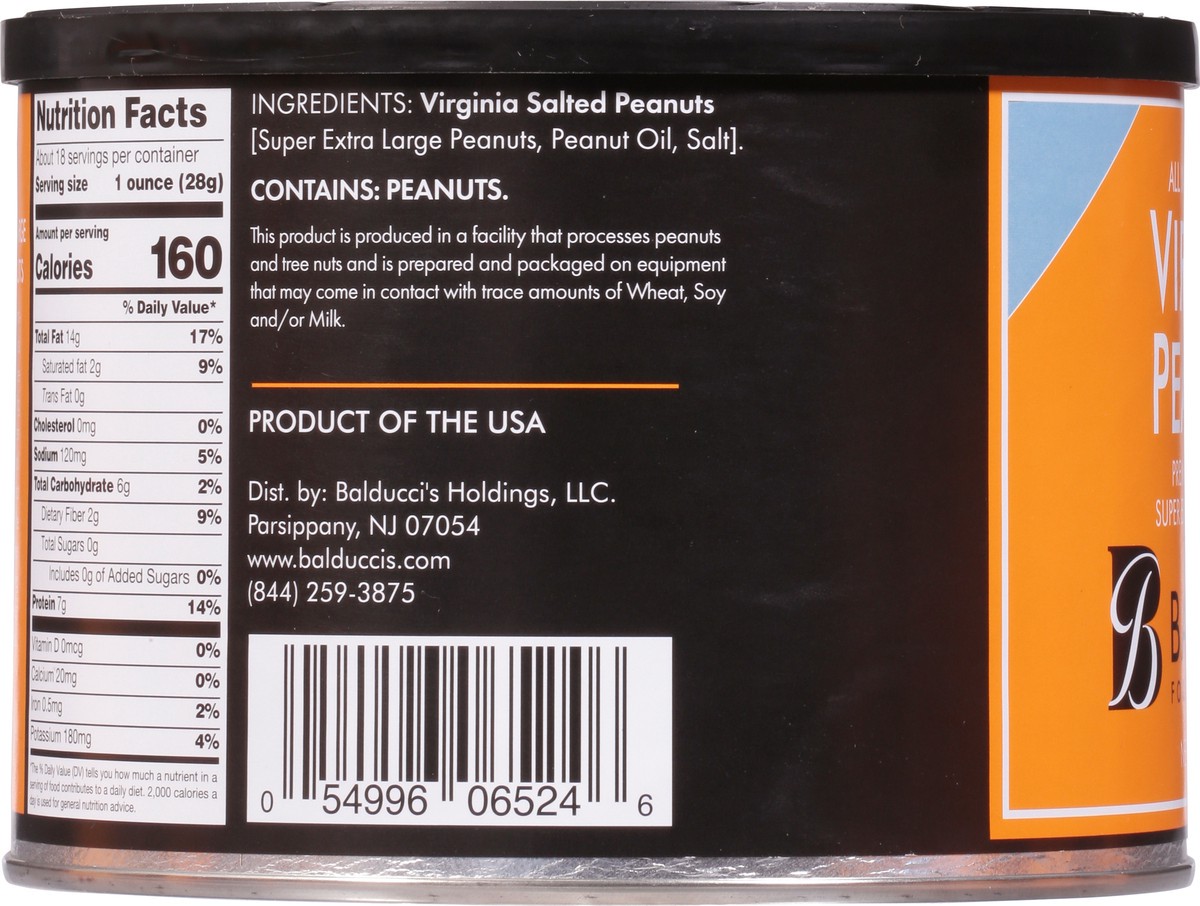 Nutrition Facts
About 18 servings per container
Serving size 1 ounce (28g)
Amount per serving
Calories 160
% Daily Value*
Total Fat 14g 17%
Saturated fat 2g 9%
Trans Fat 0g
Cholesterol 0mg 0%
Sodium 120mg 5%
Total Carbohydrate 6g 2%
Dietary Fiber 2g 9%
Total Sugars 0g
Includes 0g of Added Sugars 0%
Protein 7g 14%
Vitamin D 0mcg 0%
Calcium 20mg 0%
Iron 0.5mg 2%
Potassium 180mg 4%
*The % Daily Value (DV) tells you how much a nutrient in a
serving of food contributes to a daily diet. 2,000 calories a
day is used for general nutrition advice.
INGREDIENTS: Virginia Salted Peanuts
[Super Extra Large Peanuts, Peanut Oil, Salt].
CONTAINS: PEANUTS.
This product is produced in a facility that processes peanuts
and tree nuts and is prepared and packaged on equipment
that may come in contact with trace amounts of Wheat, Soy
and/or Milk.
PRODUCT OF THE USA
Dist. by: Balducci's Holdings, LLC.
Parsippany, NJ 07054
www.balduccis.com
(844) 259-3875
0 54996 06524 6
ALL
SUPER
B